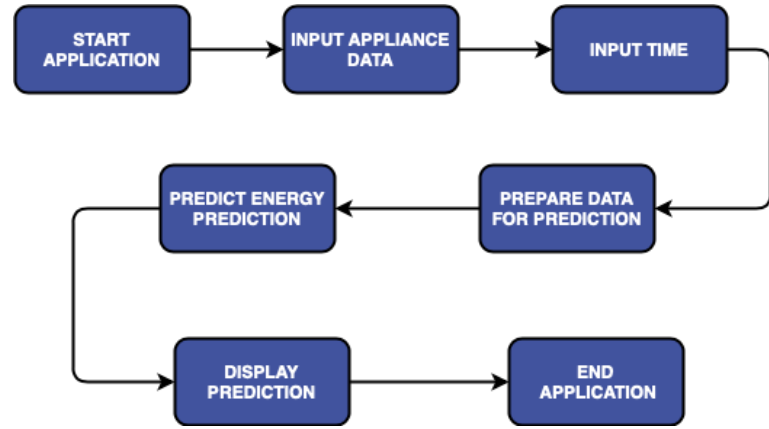 START
APPLICATION
INPUT APPLIANCE
DATA
INPUT TIME
PREDICT ENERGY
PREDICTION
PREPARE DATA
FOR PREDICTION
DISPLAY
PREDICTION
END
APPLICATION